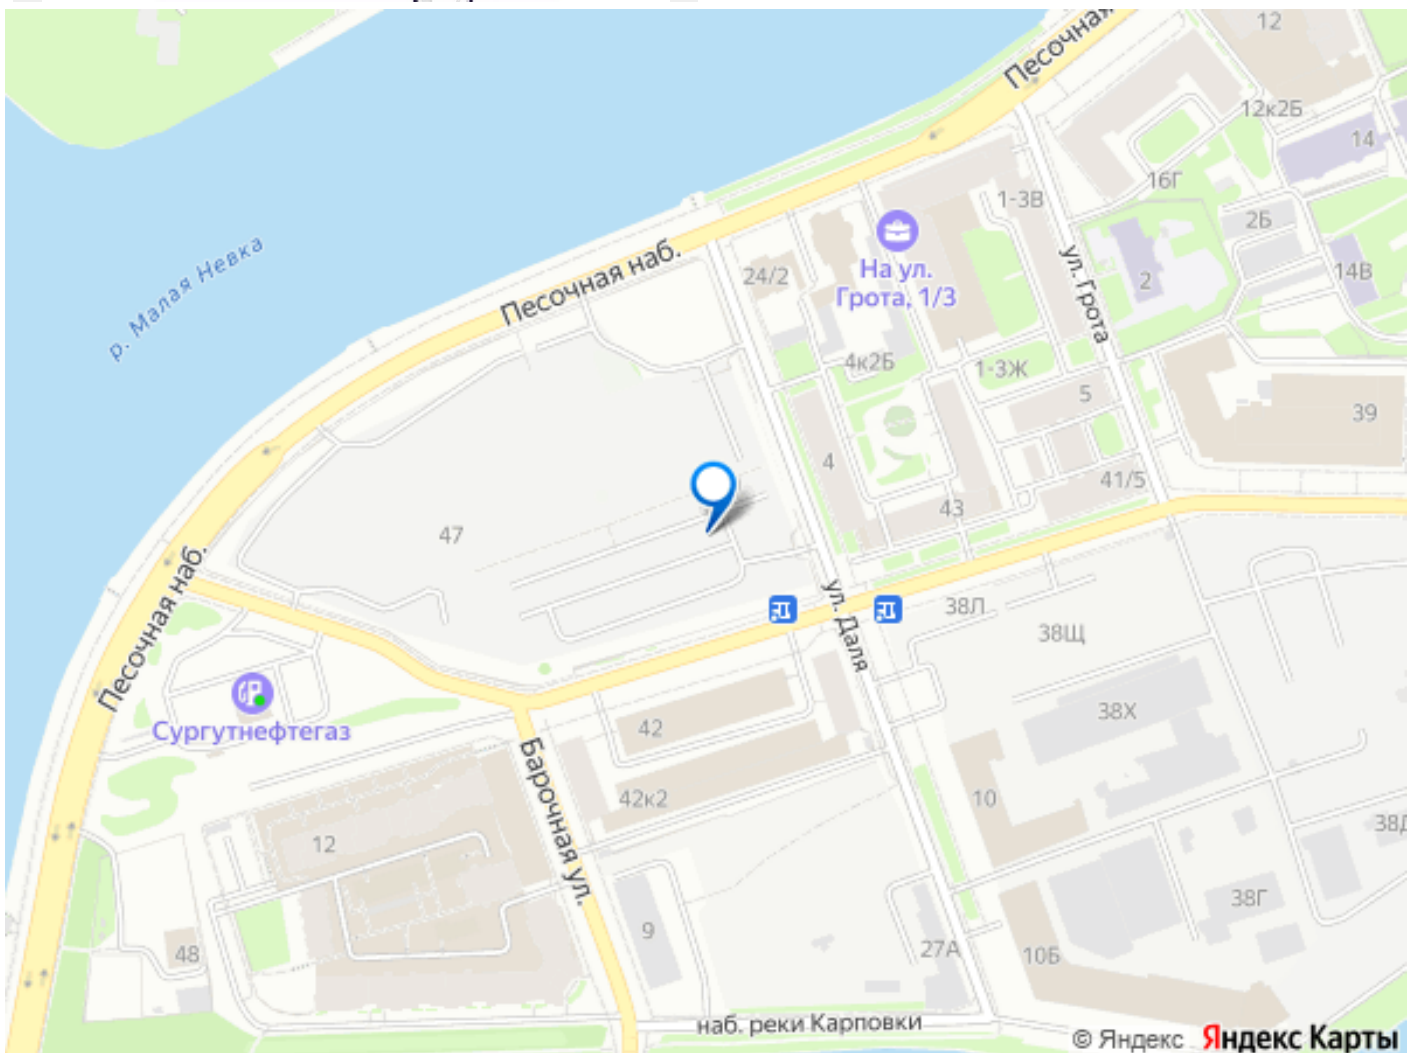 Песочная
12
12к2Б
14
16Г
1-3В
2Б
14В
2
ул. Грота
На ул.
Грота, 1/3
24/2
Песочная наб.
р. Малая Невка
4к2Б
1-3Ж
5
39
4
41/5
43
47
Песочная наб.
ул. Даля
38Л
38Щ
38Х
Сургутнефтегаз
42
Барочная ул.
42к2
10
12
38Г
9
48
27А
10Б
наб. реки Карповки
© Яндекс Яндекс Карты